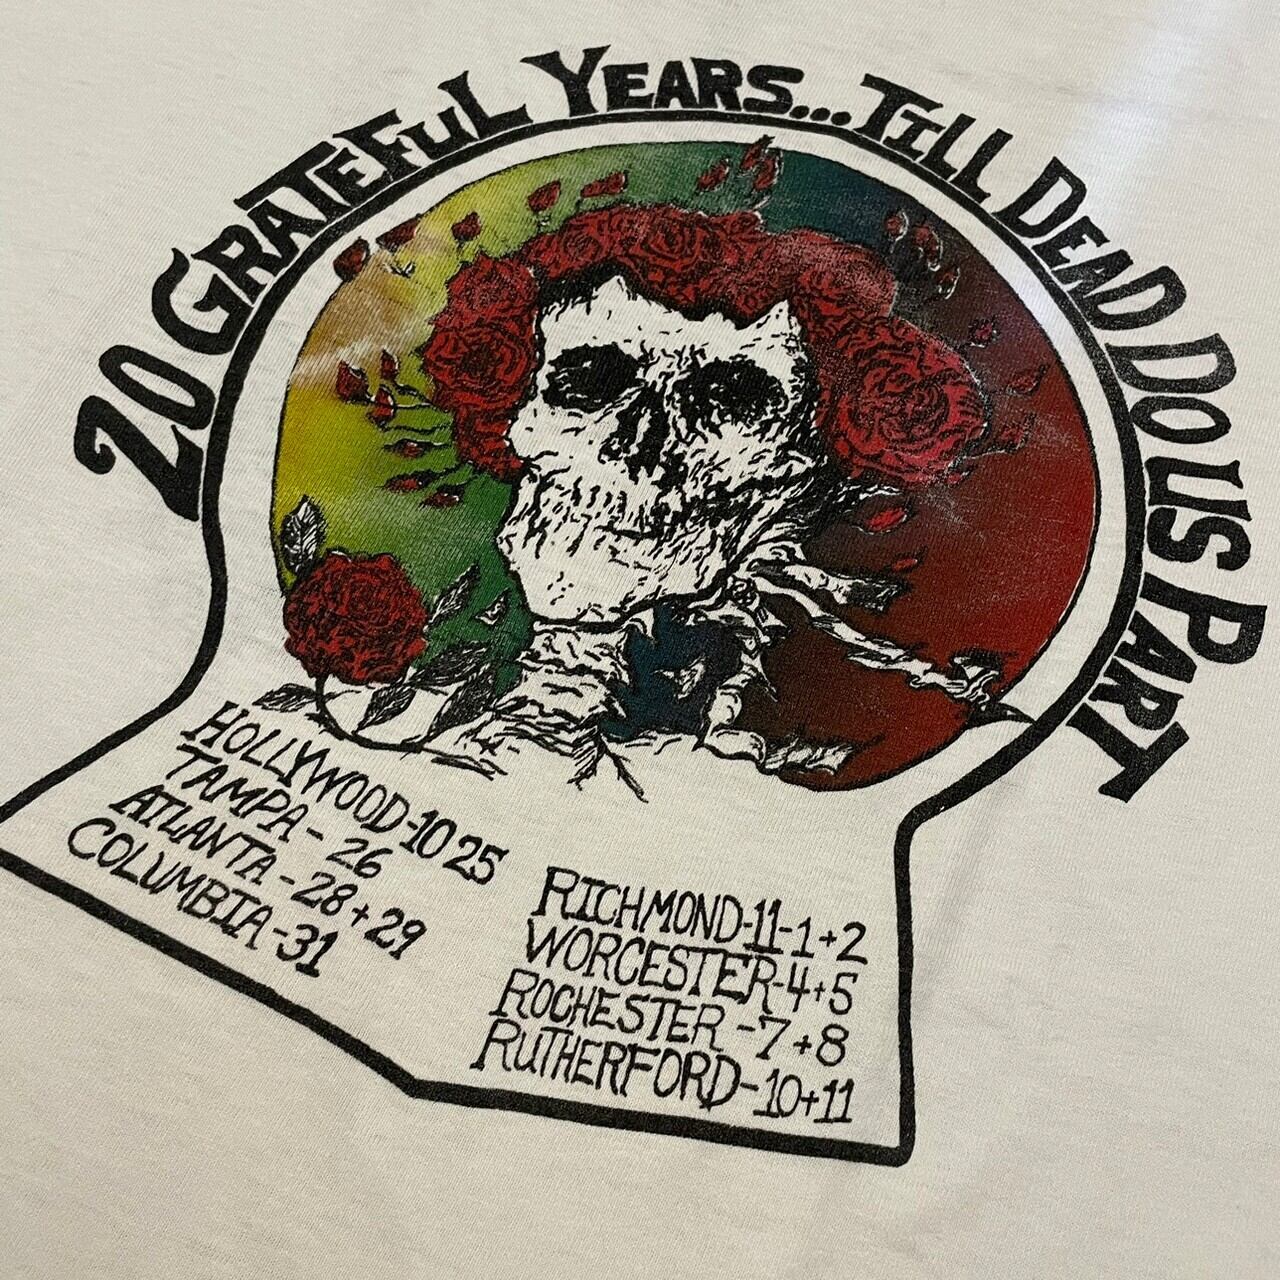 20 GRATEFUL YEARS...TILL DEAD DO US PART
HOLLYWOOD-10 25
TAMPA- 26
ATLANTA-28+29
COLUMBIA-31
RICHMOND-11-1+2
WORCESTER-4+5
ROCHESTER-7+8
RUTHERFORD-10+11